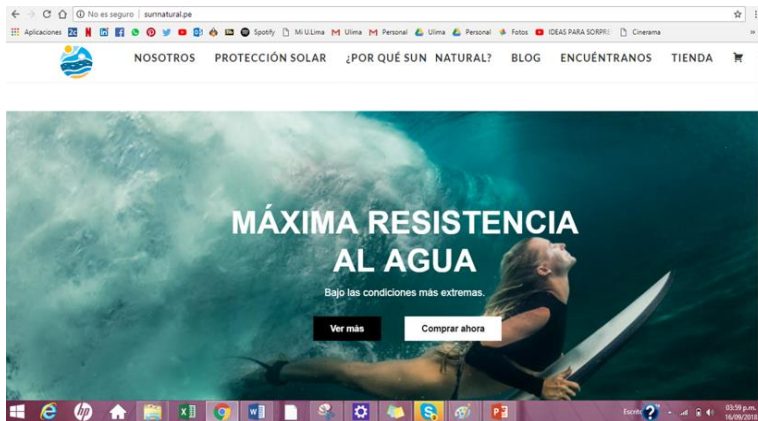 No es seguro | sunnatural.pe
Aplicaciones Spotify Mi U.Lima Ulima Personal Ulima Personal Fotos IDEAS PARA SORPRE Cinerama
NOSOTROS PROTECCIÓN SOLAR ¿POR QUÉ SUN NATURAL? BLOG ENCUÉNTRANOS TIENDA
MÁXIMA RESISTENCIA
AL AGUA
Bajo las condiciones más extremas.
Ver más Comprar ahora
03:59 p.m.
16/09/2018